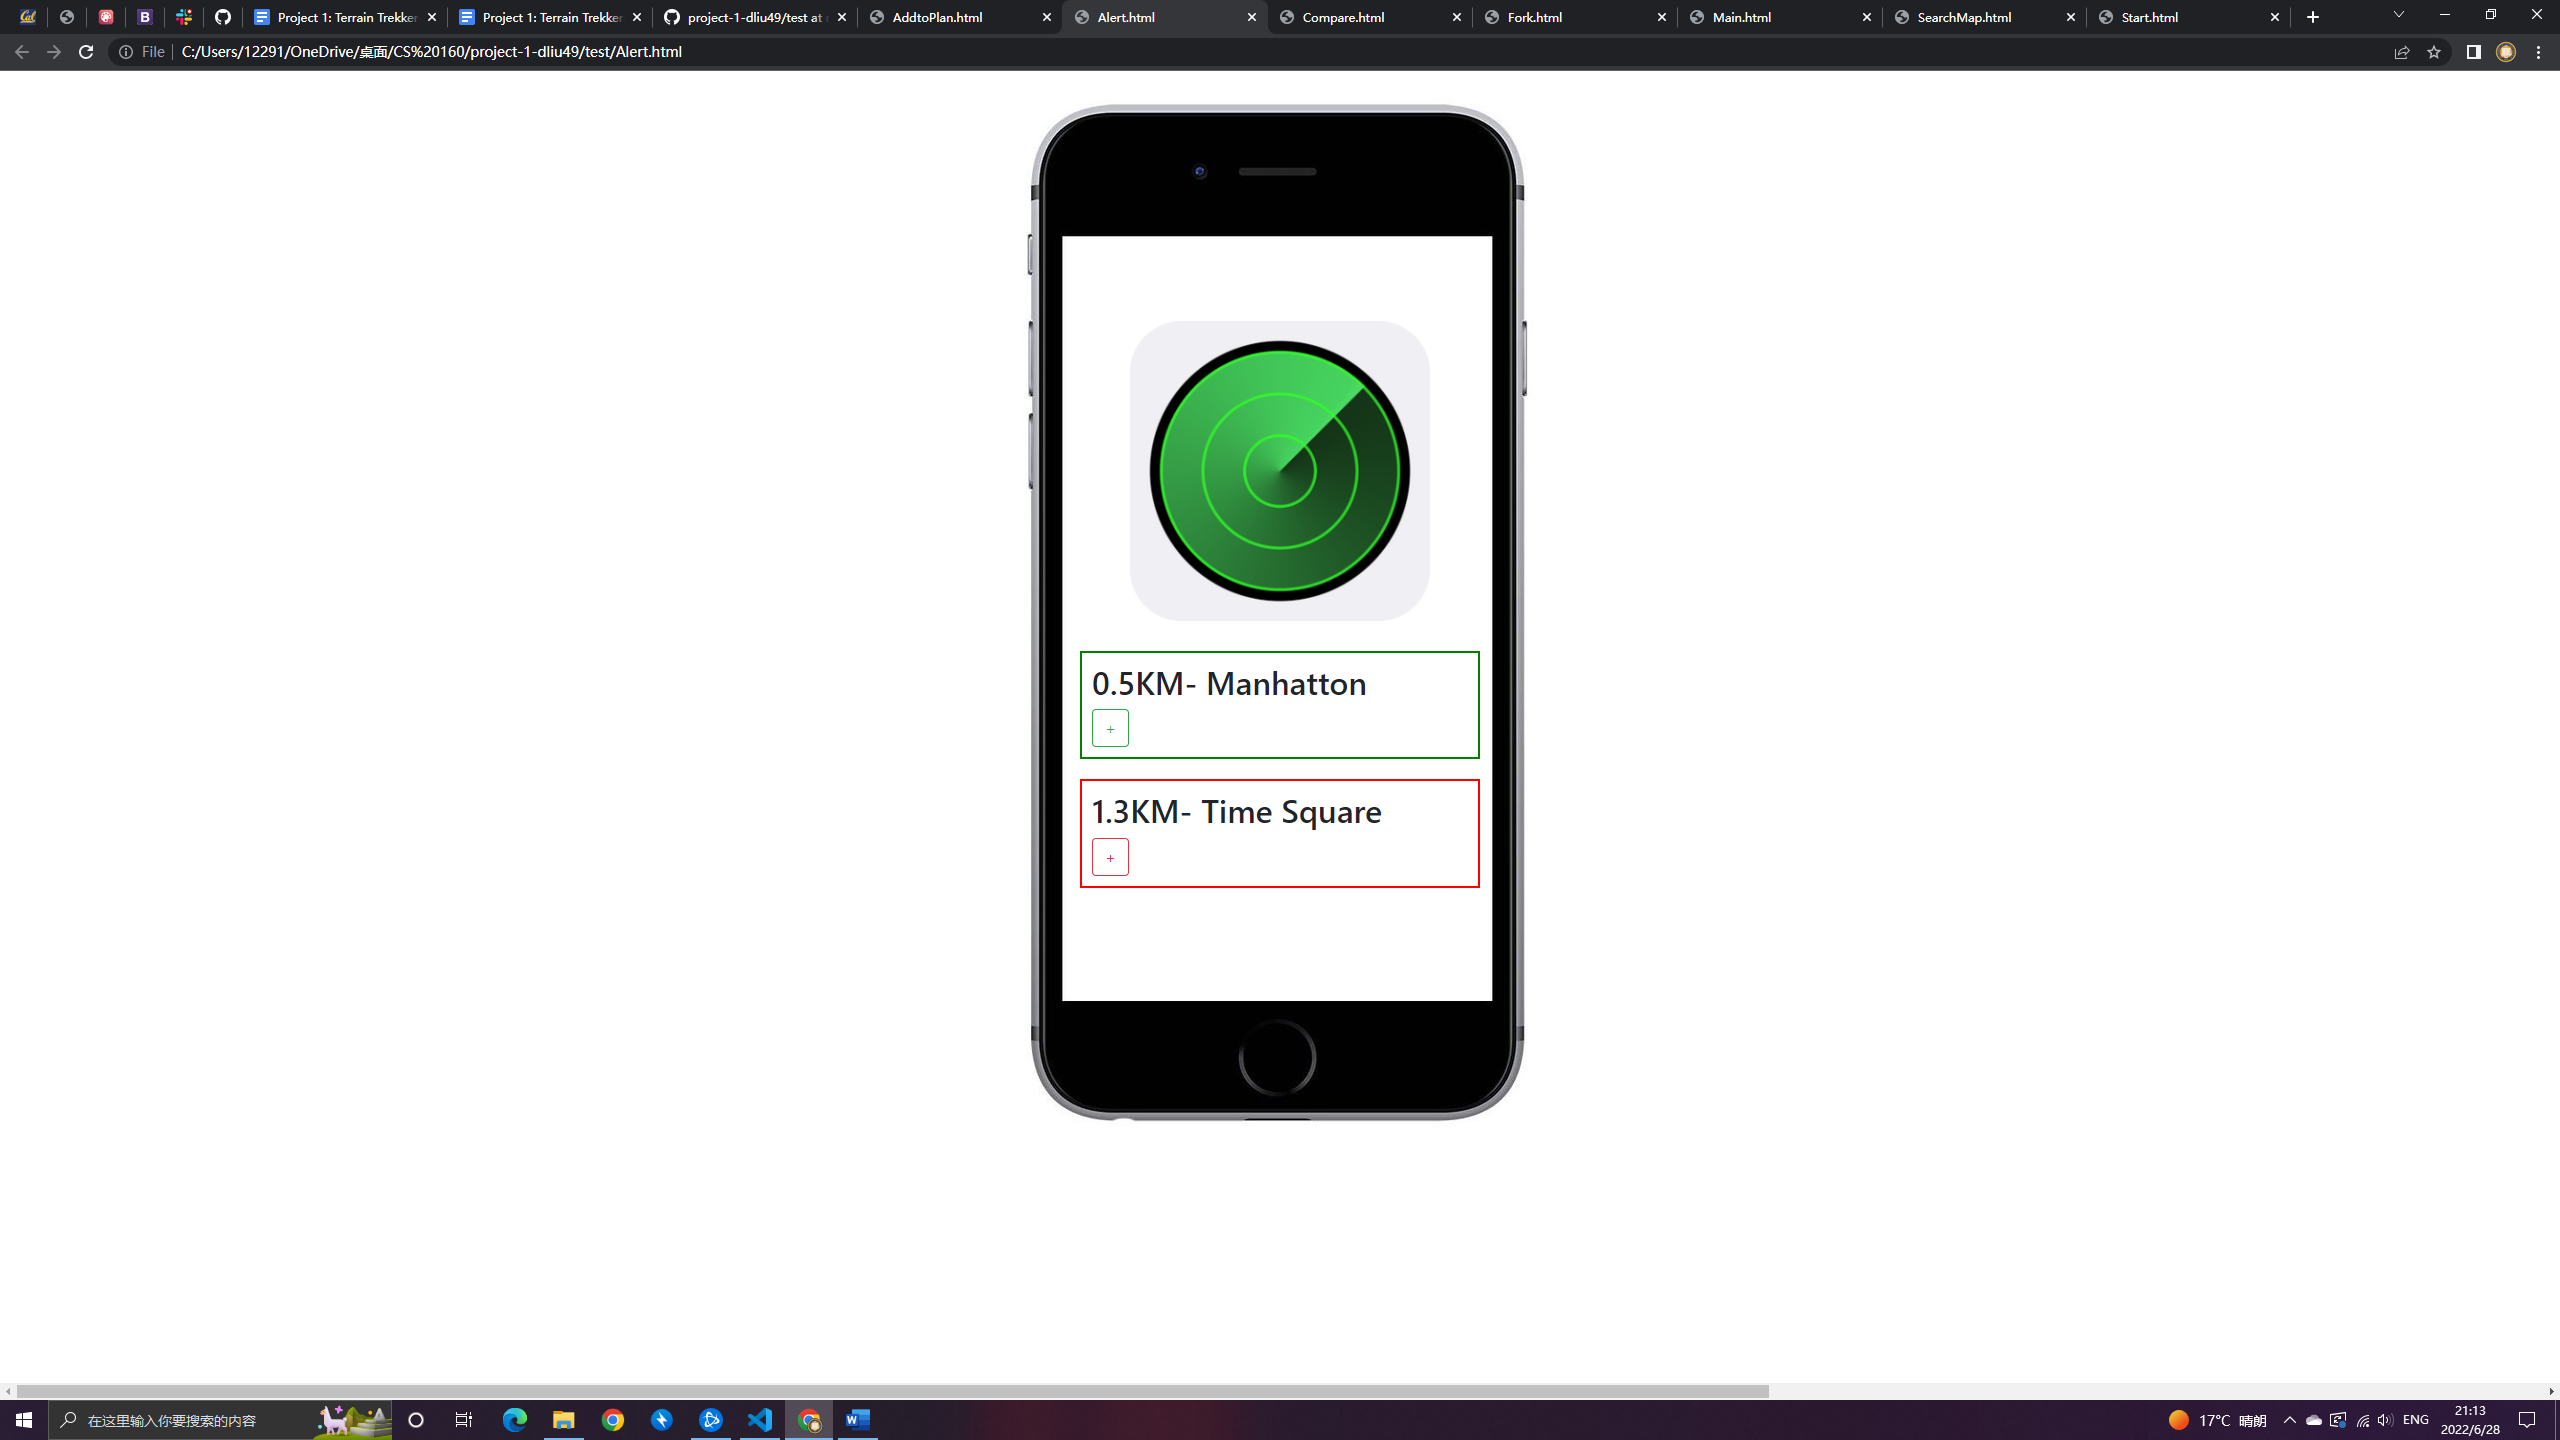 Cal
B
Project 1: Terrain Trekker
Project 1: Terrain Trekker
project-1-dliu49/test at
AddtoPlan.html
Alert.html
Compare.html
Fork.html
Main.html
SearchMap.html
Start.html
File
C:/Users/12291/OneDrive/桌面/CS%20160/project-1-dliu49/test/Alert.html
0.5KM- Manhatton
+
1.3KM- Time Square
+
在这里输入你要搜索的内容
W
17°C 晴朗
ENG
21:13
2022/6/28